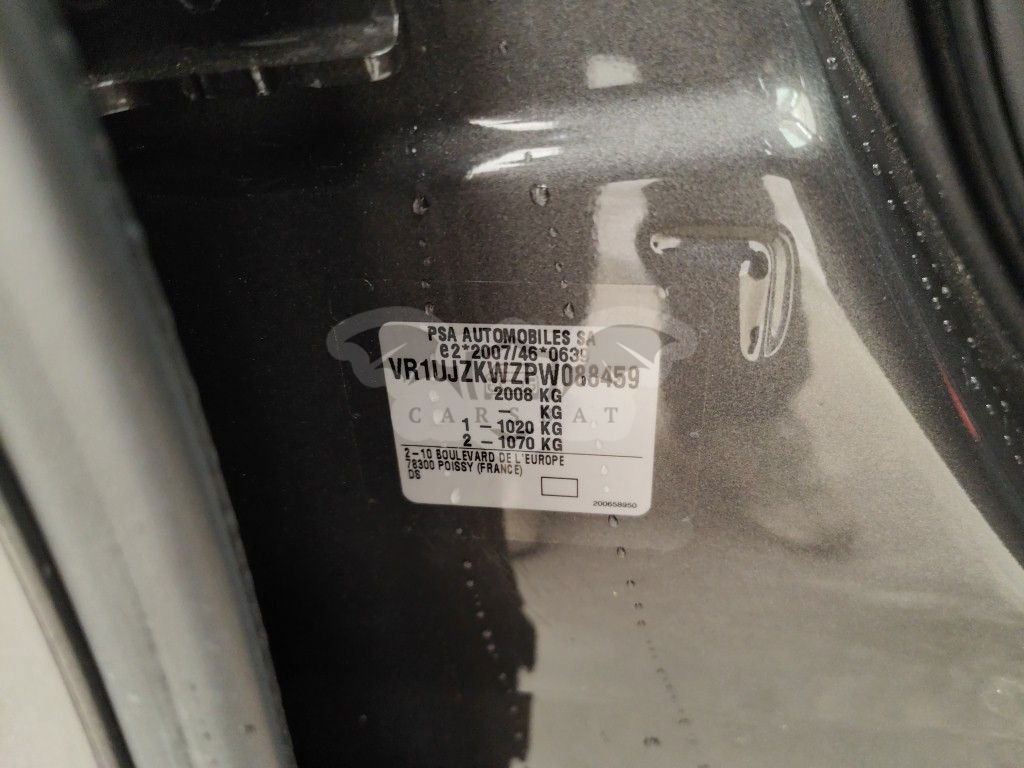 PSA AUTOMOBILES SA
e2*2007/46*0639
VR1UJZKWZPW088459
2008 KG
– KG
1 – 1020 KG
2 – 1070 KG
2-10 BOULEVARD DE L'EUROPE
78300 POISSY (FRANCE)
DS
200658950